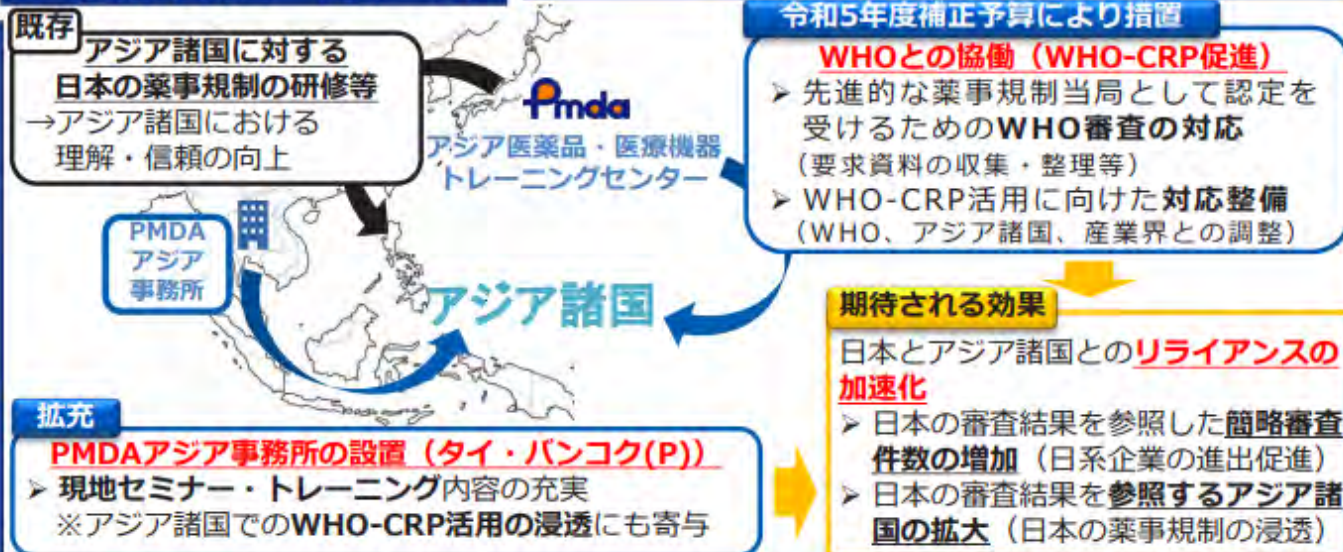 既存
アジア諸国に対する
日本の薬事規制の研修等
→アジア諸国における
理解・信頼の向上
Pmda
アジア医薬品・医療機器
トレーニングセンター
令和5年度補正予算により措置
WHOとの協働（WHO-CRP促進）
➢ 先進的な薬事規制当局として認定を
受けるためのWHO審査の対応
（要求資料の収集・整理等）
➢ WHO-CRP活用に向けた対応整備
（WHO、アジア諸国、産業界との調整）
PMDA
アジア
事務所
アジア諸国
拡充
PMDAアジア事務所の設置（タイ・バンコク(P)）
➢ 現地セミナー・トレーニング内容の充実
※アジア諸国でのWHO-CRP活用の浸透にも寄与
期待される効果
日本とアジア諸国とのリライアンスの
加速化
➢ 日本の審査結果を参照した簡略審査
件数の増加（日系企業の進出促進）
➢ 日本の審査結果を参照するアジア諸
国の拡大（日本の薬事規制の浸透）